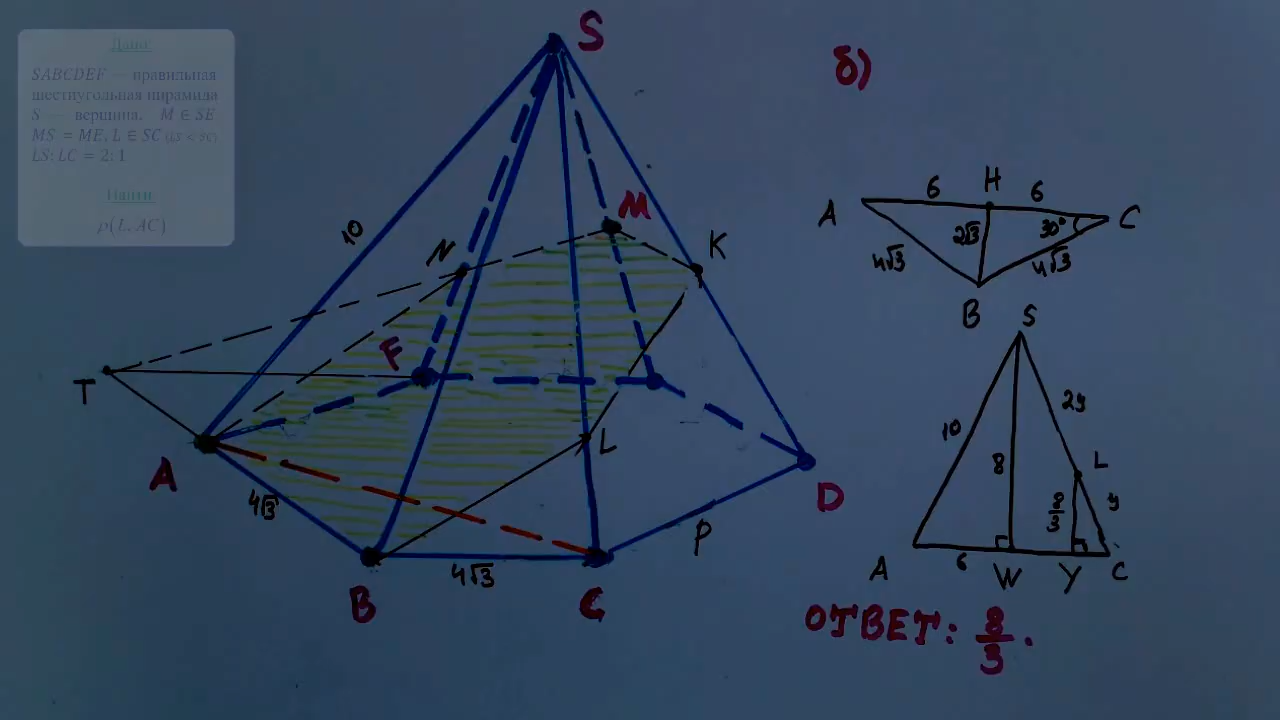 Дано:
SABCDEF — правильная
шестиугольная пирамида
S — вершина. M ∈ SE
MS = ME, L ∈ SC
LS: LC = 2: 1
Найти
ρ(L, AC)
S
10
M
N
K
F
T
A
L
4√3
D
P
B
4√3
C
б)
6 H 6
A
2√3 30° C
4√3 4√3
B
S
2y
10
8 L
8/3 y
A 6 W Y C
ОТВЕТ: 8/3.